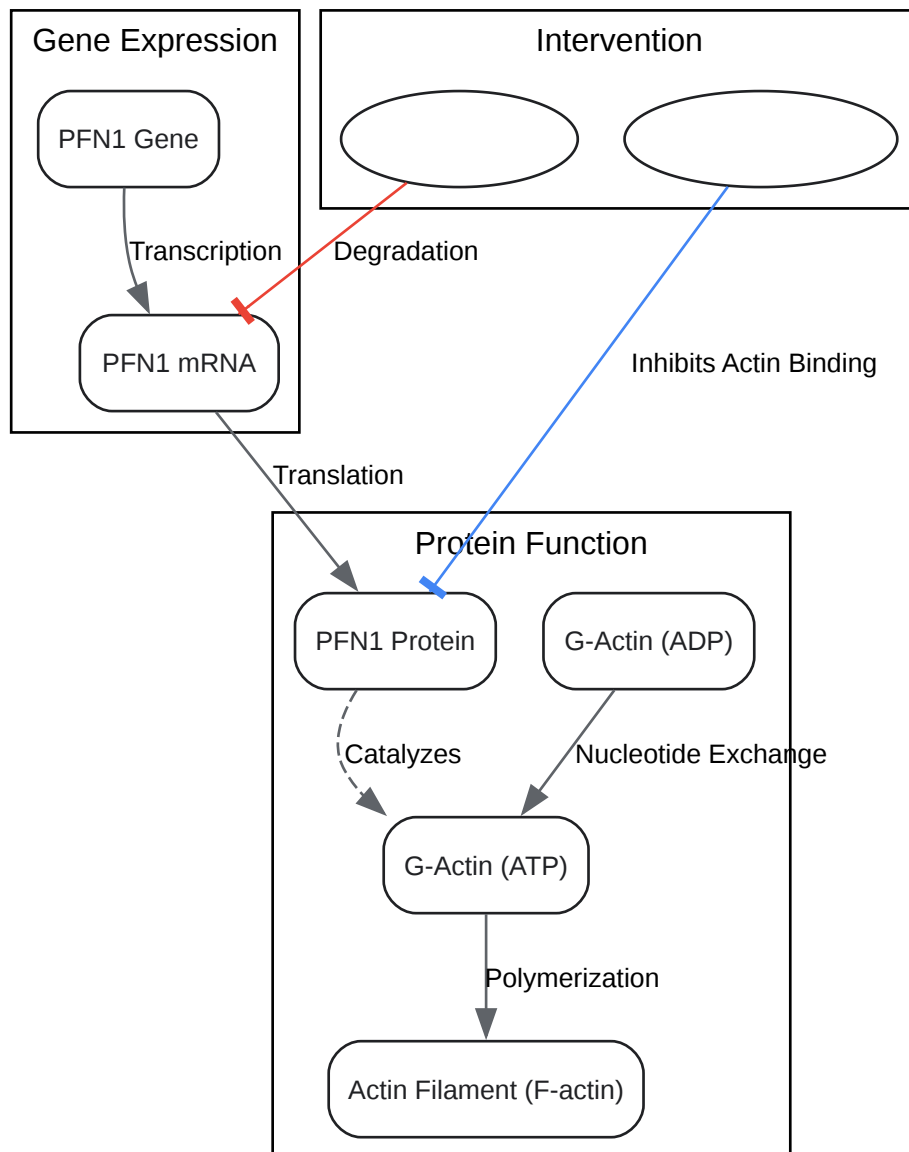 Gene Expression
Intervention
PFN1 Gene
Transcription
Degradation
PFN1 mRNA
Inhibits Actin Binding
Translation
Protein Function
PFN1 Protein
G-Actin (ADP)
Catalyzes
Nucleotide Exchange
G-Actin (ATP)
Polymerization
Actin Filament (F-actin)